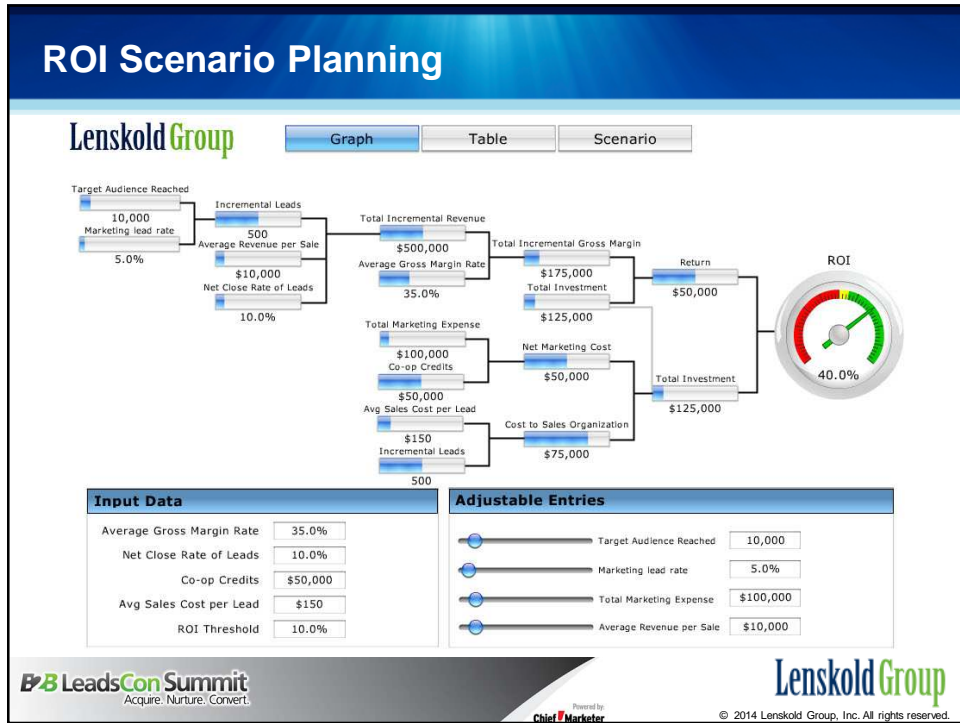 ROI Scenario Planning
Lenskold Group
Graph Table Scenario
Target Audience Reached
10,000
Marketing lead rate
5.0%
Incremental Leads
500
Average Revenue per Sale
$10,000
Net Close Rate of Leads
10.0%
Total Incremental Revenue
$500,000
Average Gross Margin Rate
35.0%
Total Incremental Gross Margin
$175,000
Total Investment
$125,000
Return
$50,000
ROI
40.0%
Total Marketing Expense
$100,000
Co-op Credits
$50,000
Net Marketing Cost
$50,000
Avg Sales Cost per Lead
$150
Incremental Leads
500
Cost to Sales Organization
$75,000
Total Investment
$125,000
Input Data
Average Gross Margin Rate 35.0%
Net Close Rate of Leads 10.0%
Co-op Credits $50,000
Avg Sales Cost per Lead $150
ROI Threshold 10.0%
Adjustable Entries
Target Audience Reached 10,000
Marketing lead rate 5.0%
Total Marketing Expense $100,000
Average Revenue per Sale $10,000
B2B LeadsCon Summit
Acquire. Nurture. Convert.
Powered by:
Chief Marketer
Lenskold Group
© 2014 Lenskold Group, Inc. All rights reserved.